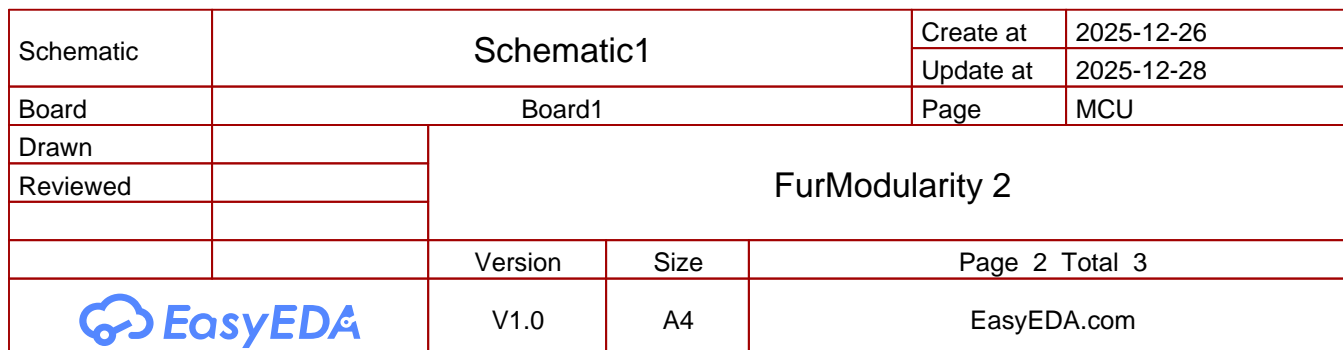 Schematic
Schematic1
Create at
2025-12-26
Update at
2025-12-28
Board
Board1
Page
MCU
Drawn
Reviewed
FurModularity 2
Version
Size
Page 2 Total 3
EasyEDA
V1.0
A4
EasyEDA.com